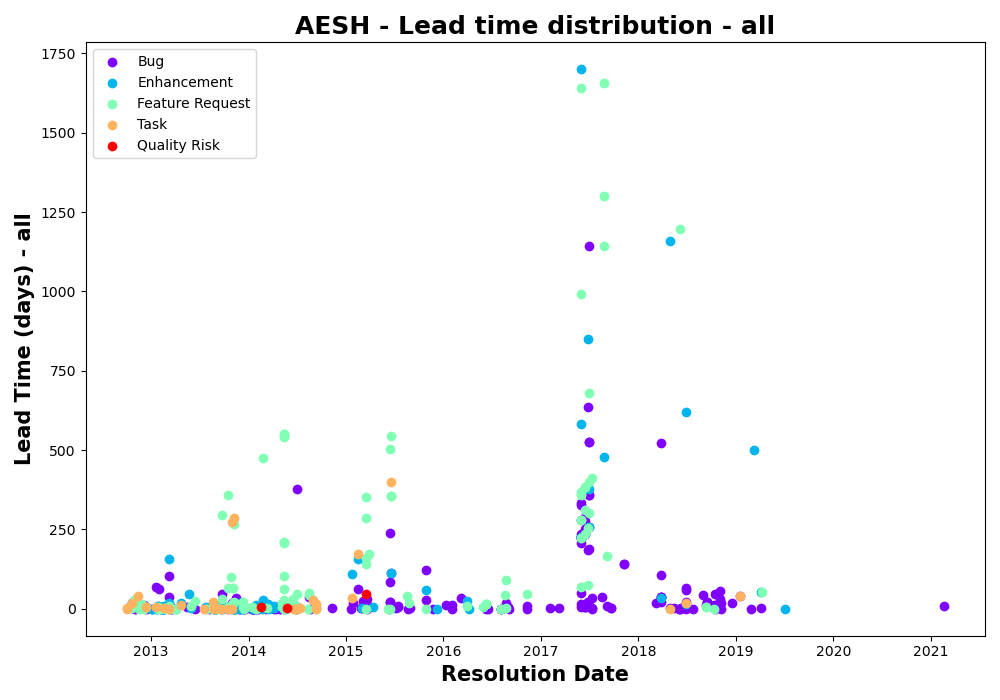 AESH - Lead time distribution - all
Bug
Enhancement
Feature Request
Task
Quality Risk
Lead Time (days) - all
1750
1500
1250
1000
750
500
250
0
2013 2014 2015 2016 2017 2018 2019 2020 2021
Resolution Date